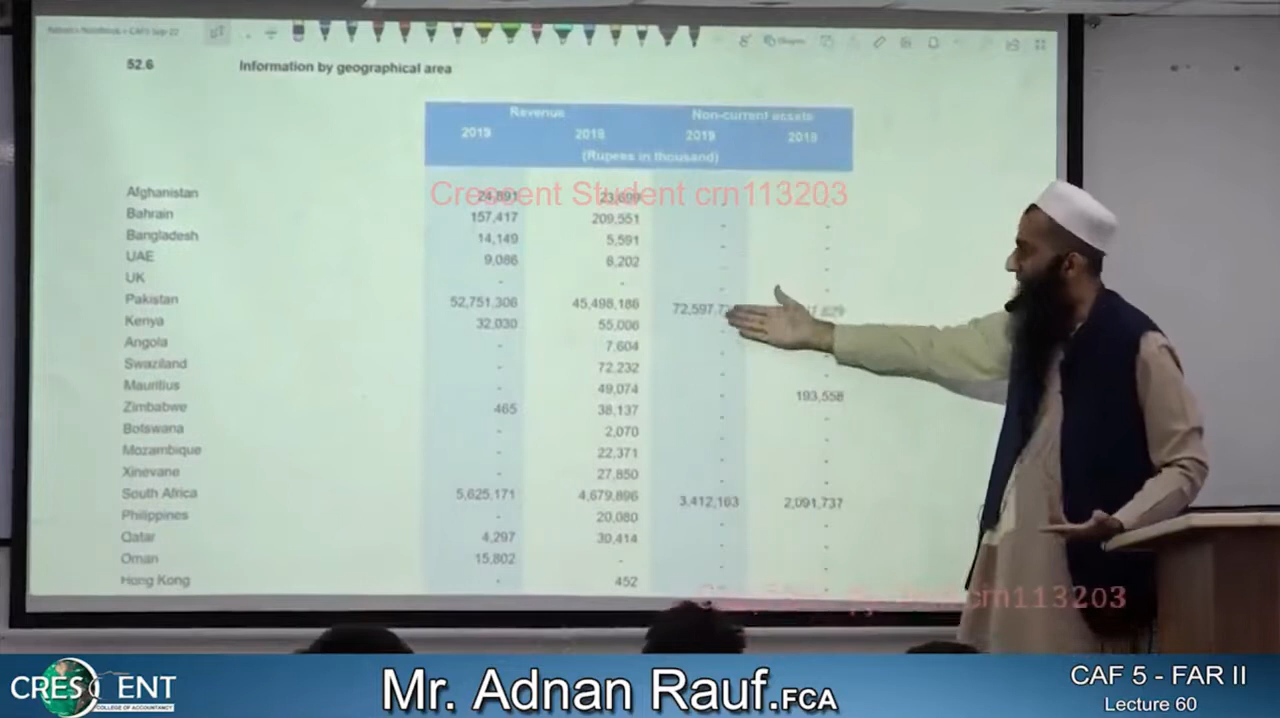 52.6 Information by geographical area
Revenue Non-current assets
2019 2018 2019 2018
(Rupees in thousand)
Crescent Student crn113203
Afghanistan 24,891
Bahrain 157,417 209,551 - -
Bangladesh 14,149 5,591 - -
UAE 9,086 8,202 - -
UK - - - -
Pakistan 52,751,306 45,498,186
Kenya 32,030 55,006
Angola - 7,604 -
Swaziland - 72,232 - -
Mauritius - 49,074 - 193,558
Zimbabwe 465 38,137 - -
Botswana - 2,070 - -
Mozambique - 22,371 - -
Xinevane - 27,850 - -
South Africa 5,625,171 4,679,896 3,412,163 2,091,737
Philippines - 20,080 - -
Qatar 4,297 30,414 - -
Oman 15,802 - - -
Hong Kong - 452 - -
crn113203
CRESCENT
COLLEGE OF ACCOUNTANCY
Mr. Adnan Rauf.FCA
CAF 5 - FAR II
Lecture 60